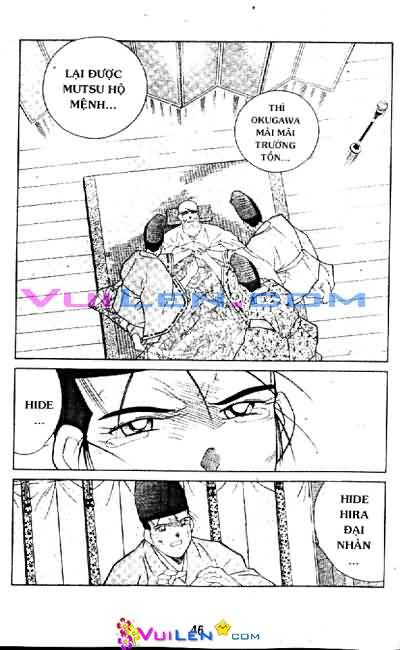 LẠI ĐƯỢC
MUTSU HỘ
MỆNH...
THÌ
OKUGAWA
MÃI MÃI
TRƯỜNG
TỒN...
VUILEN.COM
HIDE
...
HIDE
HIRA
ĐẠI
NHÂN
...
46
VUILEN.COM